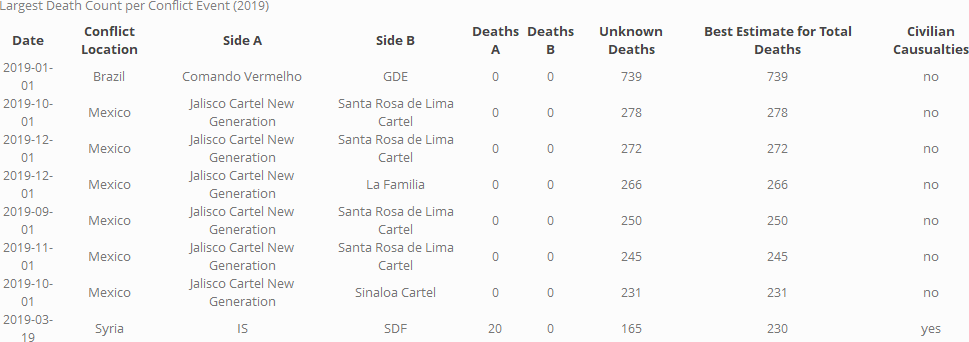 Largest Death Count per Conflict Event (2019)
Date Conflict Location Side A Side B Deaths A Deaths B Unknown Deaths Best Estimate for Total Deaths Civilian Causualties
2019-01-01 Brazil Comando Vermelho GDE 0 0 739 739 no
2019-10-01 Mexico Jalisco Cartel New Generation Santa Rosa de Lima Cartel 0 0 278 278 no
2019-12-01 Mexico Jalisco Cartel New Generation Santa Rosa de Lima Cartel 0 0 272 272 no
2019-12-01 Mexico Jalisco Cartel New Generation La Familia 0 0 266 266 no
2019-09-01 Mexico Jalisco Cartel New Generation Santa Rosa de Lima Cartel 0 0 250 250 no
2019-11-01 Mexico Jalisco Cartel New Generation Santa Rosa de Lima Cartel 0 0 245 245 no
2019-10-01 Mexico Jalisco Cartel New Generation Sinaloa Cartel 0 0 231 231 no
2019-03-19 Syria IS SDF 20 0 165 230 yes